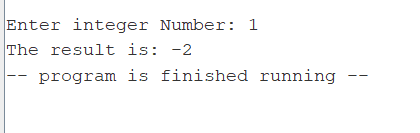 Enter integer Number: 1
The result is: -2
-- program is finished running --